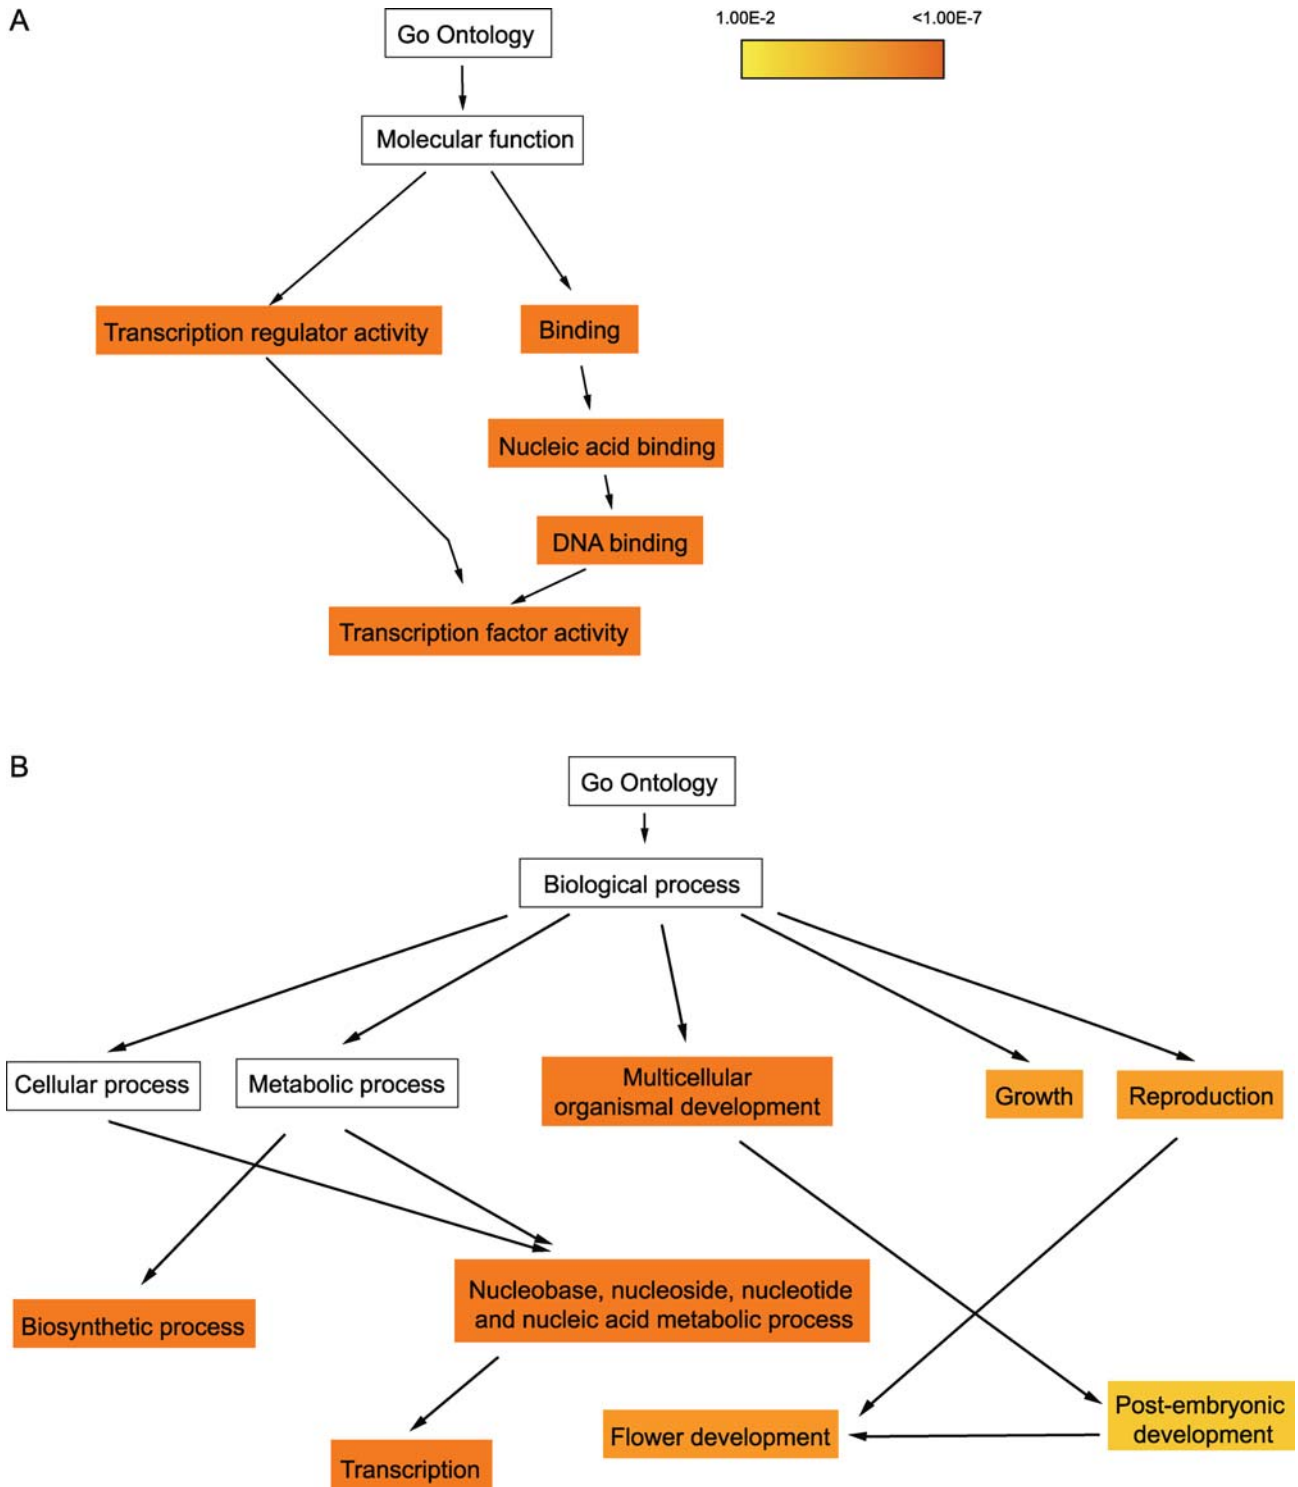 A
Go Ontology
1.00E-2
<1.00E-7
Molecular function
Transcription regulator activity
Binding
Nucleic acid binding
DNA binding
Transcription factor activity
B
Go Ontology
Biological process
Cellular process
Metabolic process
Multicellular
organismal development
Growth
Reproduction
Biosynthetic process
Nucleobase, nucleoside, nucleotide
and nucleic acid metabolic process
Transcription
Flower development
Post-embryonic
development